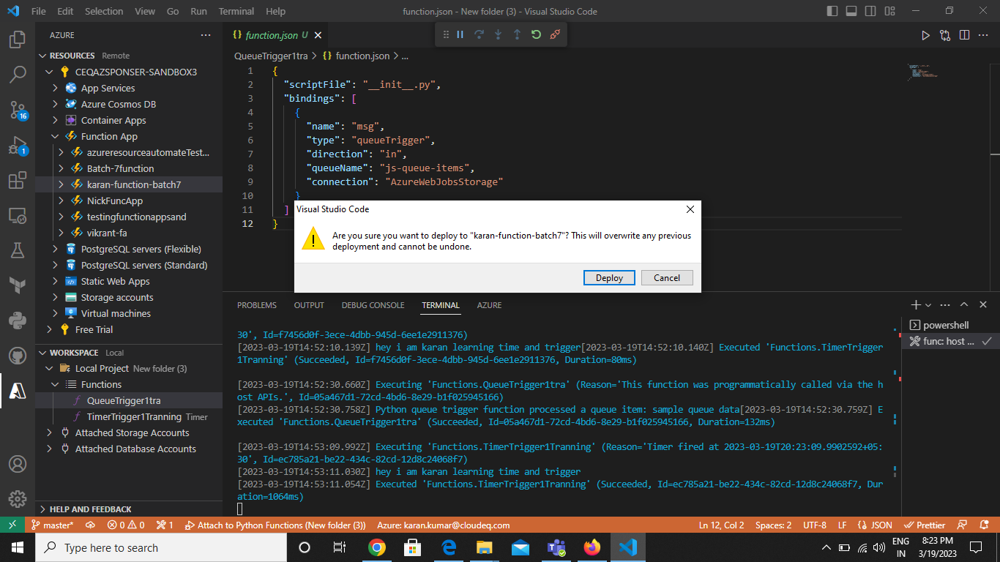 File Edit Selection View Go Run Terminal Help
function.json - New folder (3) - Visual Studio Code
AZURE
function.json U
RESOURCES Remote
QueueTrigger1tra > {} function.json > ...
CEQAZSPONSER-SANDBOX3
App Services
Azure Cosmos DB
Container Apps
Function App
azureresourceautomateTest...
Batch-7function
karan-function-batch7
NickFuncApp
testingfunctionappsand
vikrant-fa
PostgreSQL servers (Flexible)
PostgreSQL servers (Standard)
Static Web Apps
Storage accounts
Virtual machines
Free Trial
WORKSPACE Local
Local Project New folder (3)
Functions
QueueTrigger1tra
TimerTrigger1Tranning Timer
Attached Storage Accounts
Attached Database Accounts
HELP AND FEEDBACK
16
1
1 {
2 "scriptFile": "__init__.py",
3 "bindings": [
4 {
5 "name": "msg",
6 "type": "queueTrigger",
7 "direction": "in",
8 "queueName": "js-queue-items",
9 "connection": "AzureWebJobsStorage"
10 }
11 ]
12 }
Visual Studio Code
Are you sure you want to deploy to "karan-function-batch7"? This will overwrite any previous
deployment and cannot be undone.
Deploy Cancel
PROBLEMS OUTPUT DEBUG CONSOLE TERMINAL AZURE
powershell
func: host ...
30', Id=f7456d0f-3ece-4dbb-945d-6ee1e2911376)
[2023-03-19T14:52:10.139Z] hey i am karan learning time and trigger[2023-03-19T14:52:10.140Z] Executed 'Functions.TimerTrigger
1Tranning' (Succeeded, Id=f7456d0f-3ece-4dbb-945d-6ee1e2911376, Duration=80ms)
[2023-03-19T14:52:30.660Z] Executing 'Functions.QueueTrigger1tra' (Reason='This function was programmatically called via the h
ost APIs.', Id=05a467d1-72cd-4bd6-8e29-b1f025945166)
[2023-03-19T14:52:30.758Z] Python queue trigger function processed a queue item: sample queue data[2023-03-19T14:52:30.759Z] E
xecuted 'Functions.QueueTrigger1tra' (Succeeded, Id=05a467d1-72cd-4bd6-8e29-b1f025945166, Duration=132ms)
[2023-03-19T14:53:09.992Z] Executing 'Functions.TimerTrigger1Tranning' (Reason='Timer fired at 2023-03-19T20:23:09.9902592+05:
30', Id=ec785a21-be22-434c-82cd-12d8c24068f7)
[2023-03-19T14:53:11.030Z] hey i am karan learning time and trigger
[2023-03-19T14:53:11.054Z] Executed 'Functions.TimerTrigger1Tranning' (Succeeded, Id=ec785a21-be22-434c-82cd-12d8c24068f7, Dur
ation=1064ms)
master* 0 0 1 Attach to Python Functions (New folder (3)) Azure: karan.kumar@cloudeq.com Ln 12, Col 2 Spaces: 2 UTF-8 LF {} JSON Prettier
Type here to search
ENG
IN
8:23 PM
3/19/2023